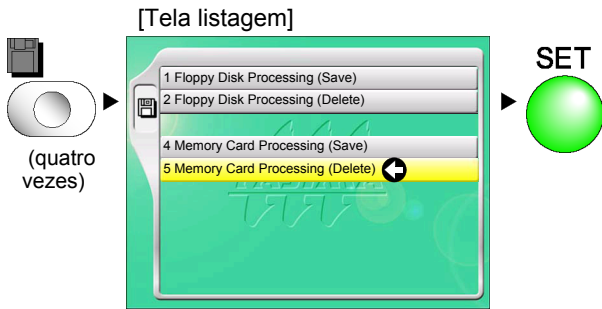 [Tela listagem]
SET
1 Floppy Disk Processing (Save)
2 Floppy Disk Processing (Delete)
4 Memory Card Processing (Save)
5 Memory Card Processing (Delete)
(quatro
vezes)